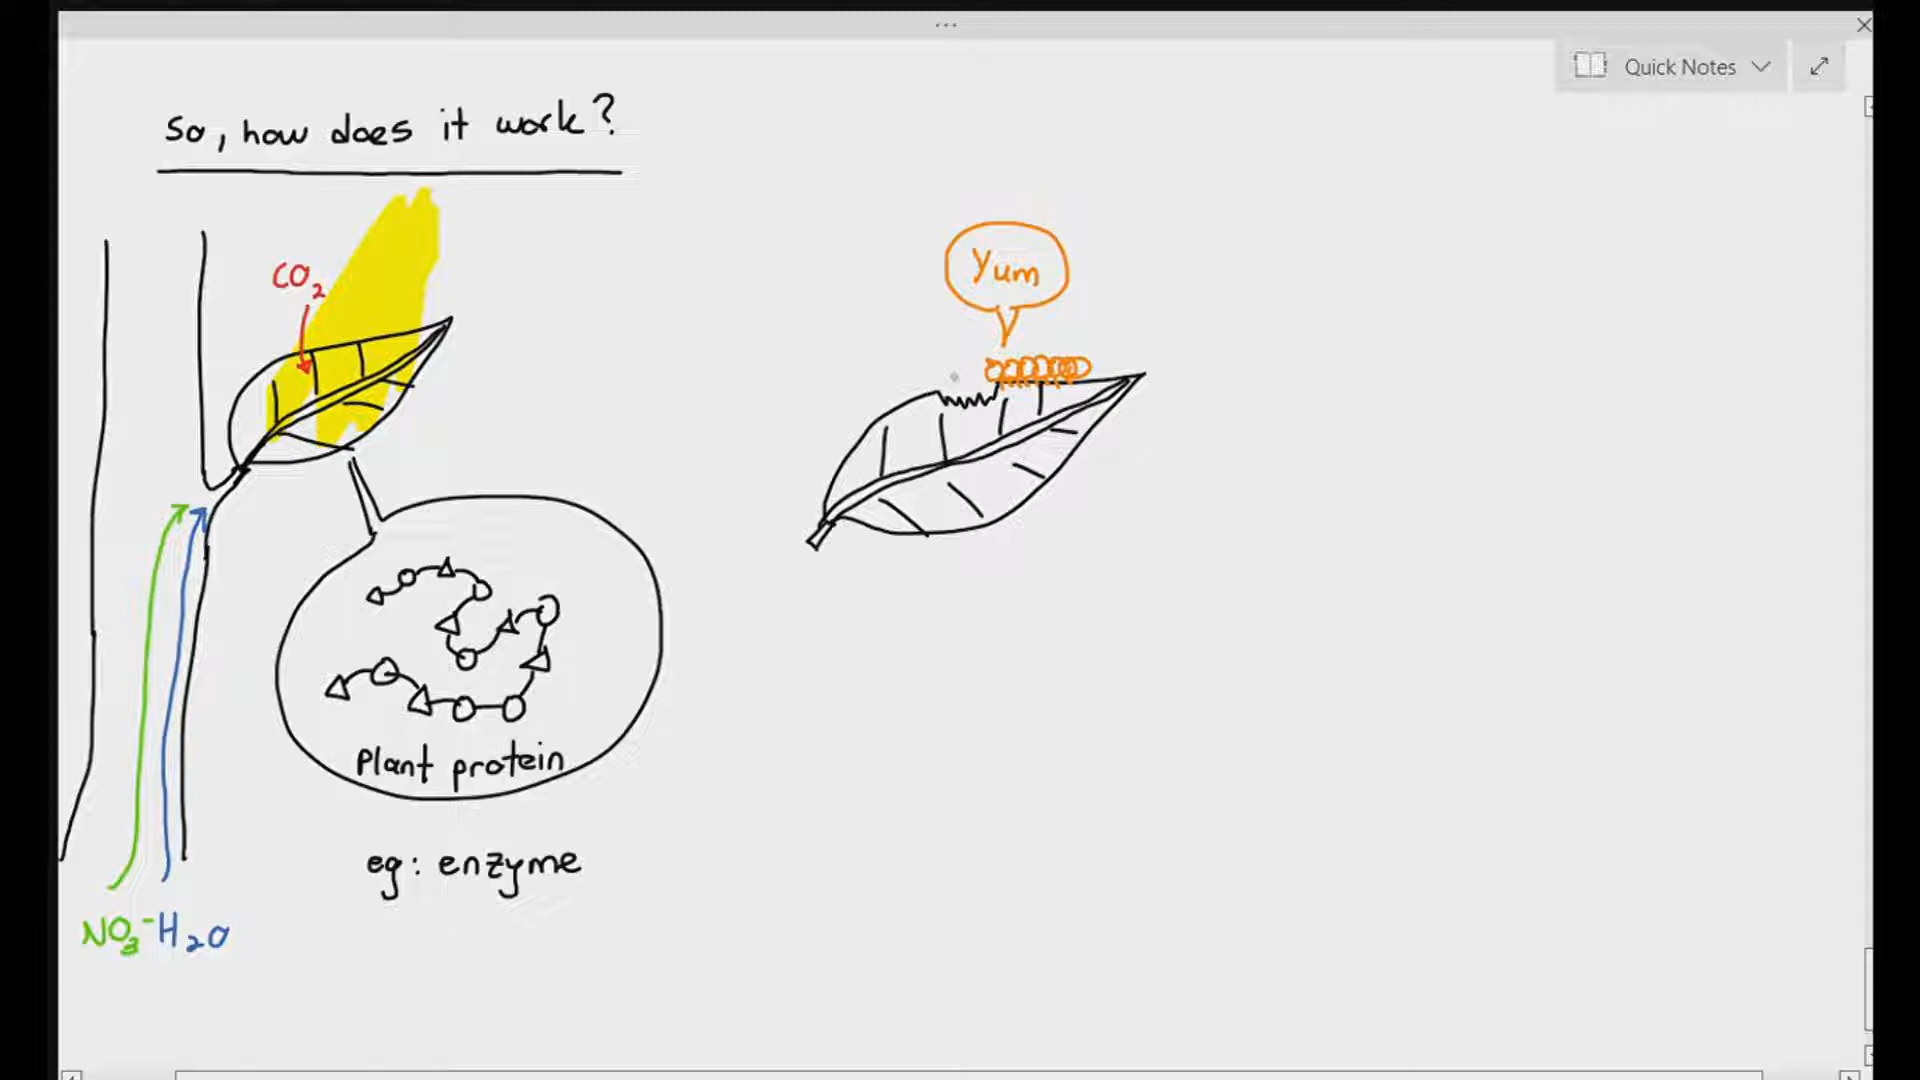 Quick Notes
So, how does it work?
CO₂
Yum
Plant protein
eg: enzyme
NO₃⁻ H₂O